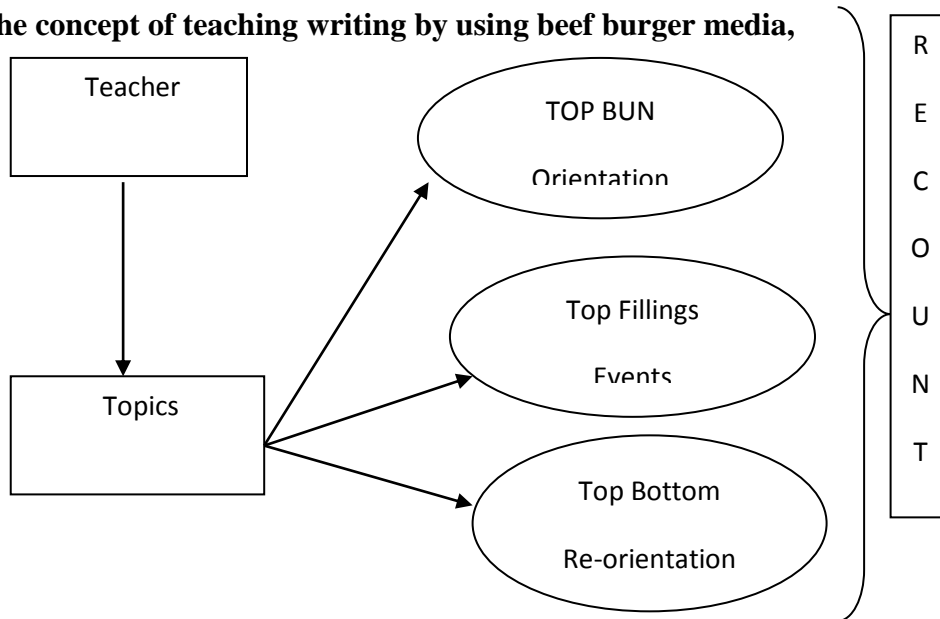 he concept of teaching writing by using beef burger media,
Teacher
TOP BUN
Orientation
Top Fillings
Events
Topics
Top Bottom
Re-orientation
R
E
C
O
U
N
T